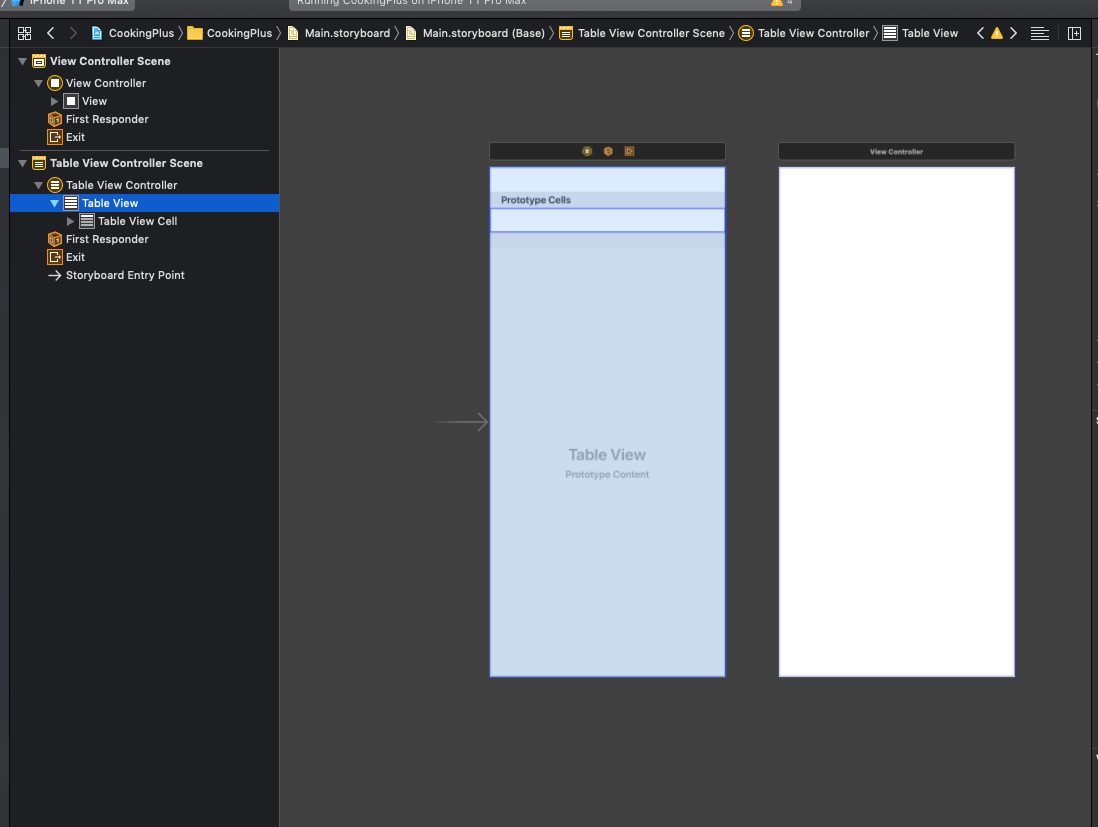 iPhone 11 Pro Max
Running CookingPlus on iPhone 11 Pro Max
4
CookingPlus
CookingPlus
Main.storyboard
Main.storyboard (Base)
Table View Controller Scene
Table View Controller
Table View
View Controller Scene
View Controller
View
First Responder
Exit
Table View Controller Scene
Table View Controller
Table View
Table View Cell
First Responder
Exit
Storyboard Entry Point
Prototype Cells
Table View
Prototype Content
View Controller